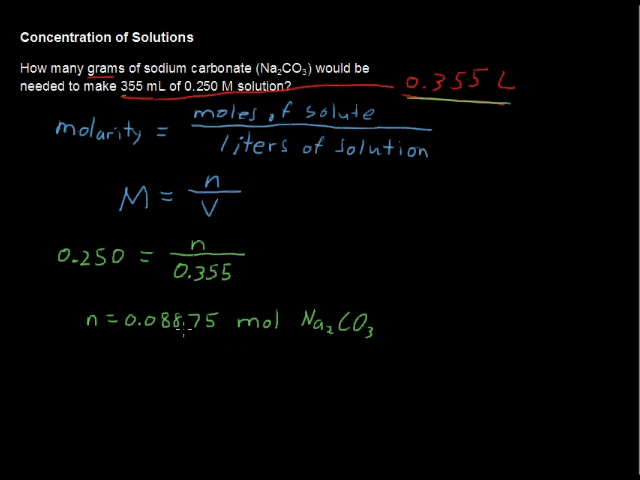 Concentration of Solutions
How many grams of sodium carbonate (Na₂CO₃) would be
needed to make 355 mL of 0.250 M solution?
0.355 L
molarity = moles of solute / liters of solution
M = n / V
0.250 = n / 0.355
n = 0.08875 mol Na₂CO₃